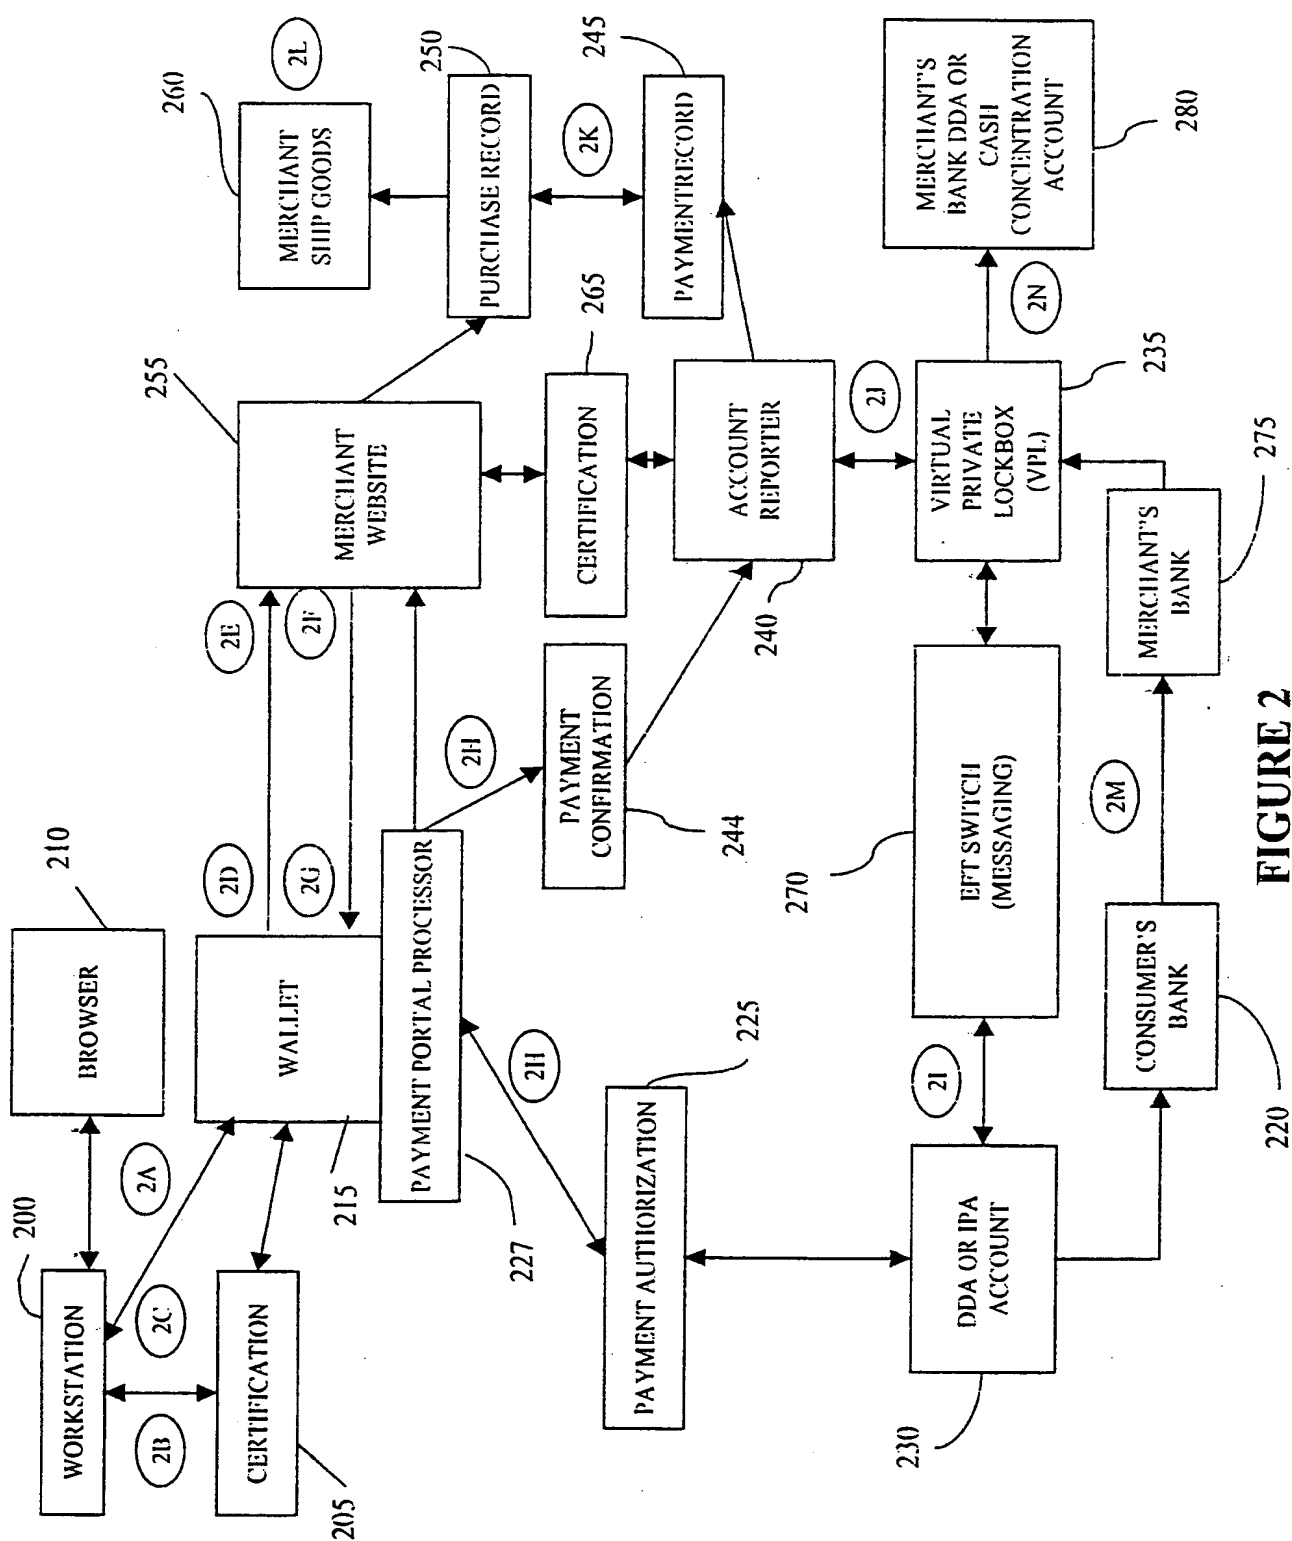 200
WORKSTATION
2A
BROWSER
210
2B
2C
CERTIFICATION
205
WALLET
215
2D
2E
2G
2F
MERCHANT
WEBSITE
255
MERCHANT
SHIP GOODS
260
2L
PAYMENT PORTAL PROCESSOR
227
2H
PURCHASE RECORD
250
2K
CERTIFICATION
265
PAYMENT
CONFIRMATION
244
2H
PAYMENT AUTHORIZATION
225
PAYMENTRECORD
245
ACCOUNT
REPORTER
240
2J
DDA OR IPA
ACCOUNT
230
2I
EFT SWITCH
(MESSAGING)
270
VIRTUAL
PRIVATE
LOCKBOX
(VPL)
235
2N
MERCHANT'S
BANK DDA OR
CASH
CONCENTRATION
ACCOUNT
280
CONSUMER'S
BANK
220
2M
MERCHANT'S
BANK
275
FIGURE 2